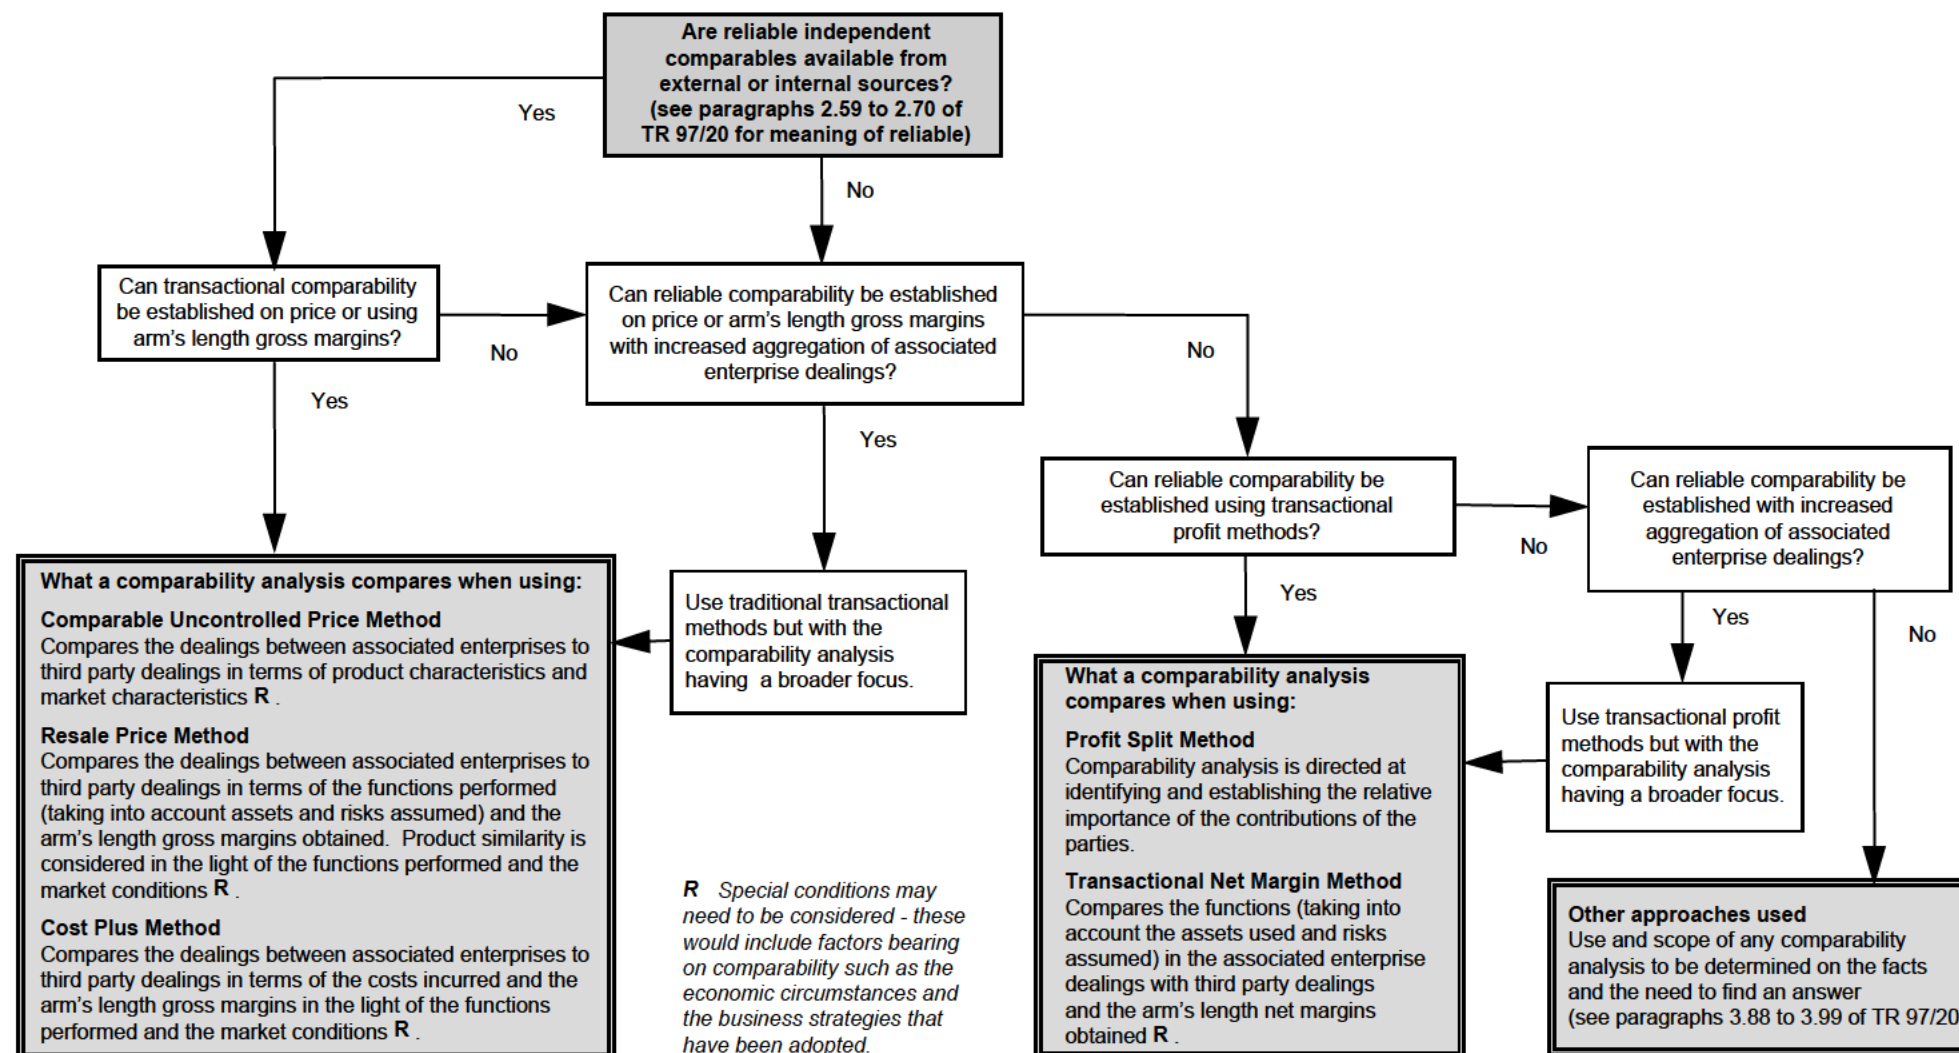 Are reliable independent
comparables available from
external or internal sources?
(see paragraphs 2.59 to 2.70 of
TR 97/20 for meaning of reliable)
Yes
No
Can transactional comparability
be established on price or using
arm's length gross margins?
No
Yes
Can reliable comparability be established
on price or arm's length gross margins
with increased aggregation of associated
enterprise dealings?
No
Yes
Can reliable comparability be
established using transactional
profit methods?
No
Yes
Can reliable comparability be
established with increased
aggregation of associated
enterprise dealings?
Yes
No
What a comparability analysis compares when using:
Comparable Uncontrolled Price Method
Compares the dealings between associated enterprises to
third party dealings in terms of product characteristics and
market characteristics R .
Resale Price Method
Compares the dealings between associated enterprises to
third party dealings in terms of the functions performed
(taking into account assets and risks assumed) and the
arm's length gross margins obtained. Product similarity is
considered in the light of the functions performed and the
market conditions R .
Cost Plus Method
Compares the dealings between associated enterprises to
third party dealings in terms of the costs incurred and the
arm's length gross margins in the light of the functions
performed and the market conditions R .
Use traditional transactional
methods but with the
comparability analysis
having a broader focus.
R Special conditions may
need to be considered - these
would include factors bearing
on comparability such as the
economic circumstances and
the business strategies that
have been adopted.
What a comparability analysis
compares when using:
Profit Split Method
Comparability analysis is directed at
identifying and establishing the relative
importance of the contributions of the
parties.
Transactional Net Margin Method
Compares the functions (taking into
account the assets used and risks
assumed) in the associated enterprise
dealings with third party dealings
and the arm's length net margins
obtained R .
Use transactional profit
methods but with the
comparability analysis
having a broader focus.
Other approaches used
Use and scope of any comparability
analysis to be determined on the facts
and the need to find an answer
(see paragraphs 3.88 to 3.99 of TR 97/20